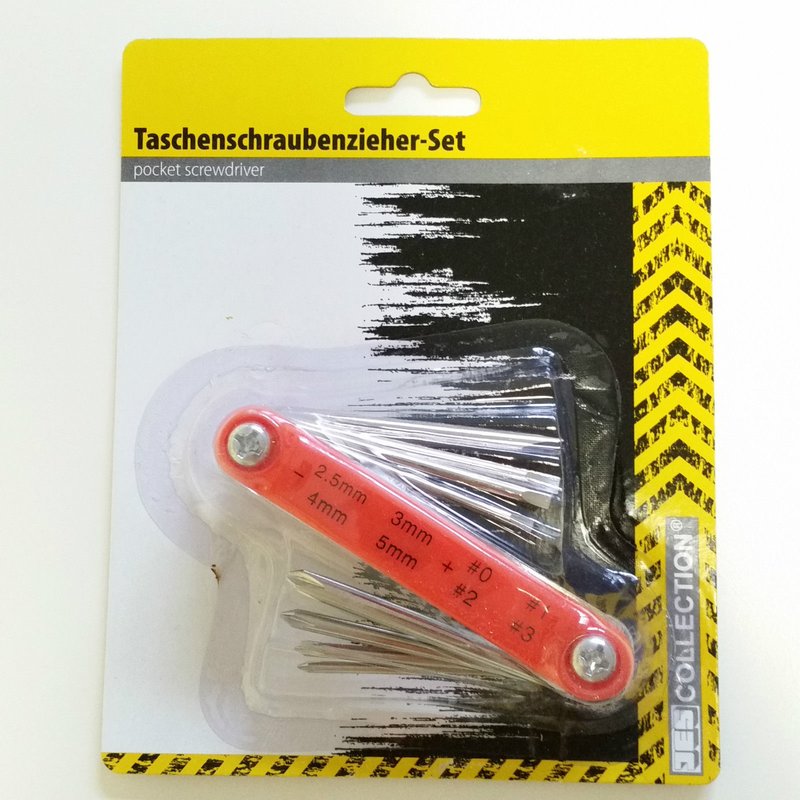 Taschenschraubenzieher-Set
pocket screwdriver
− 2.5mm 3mm + #0 #1
4mm 5mm #2 #3
JES COLLECTION®